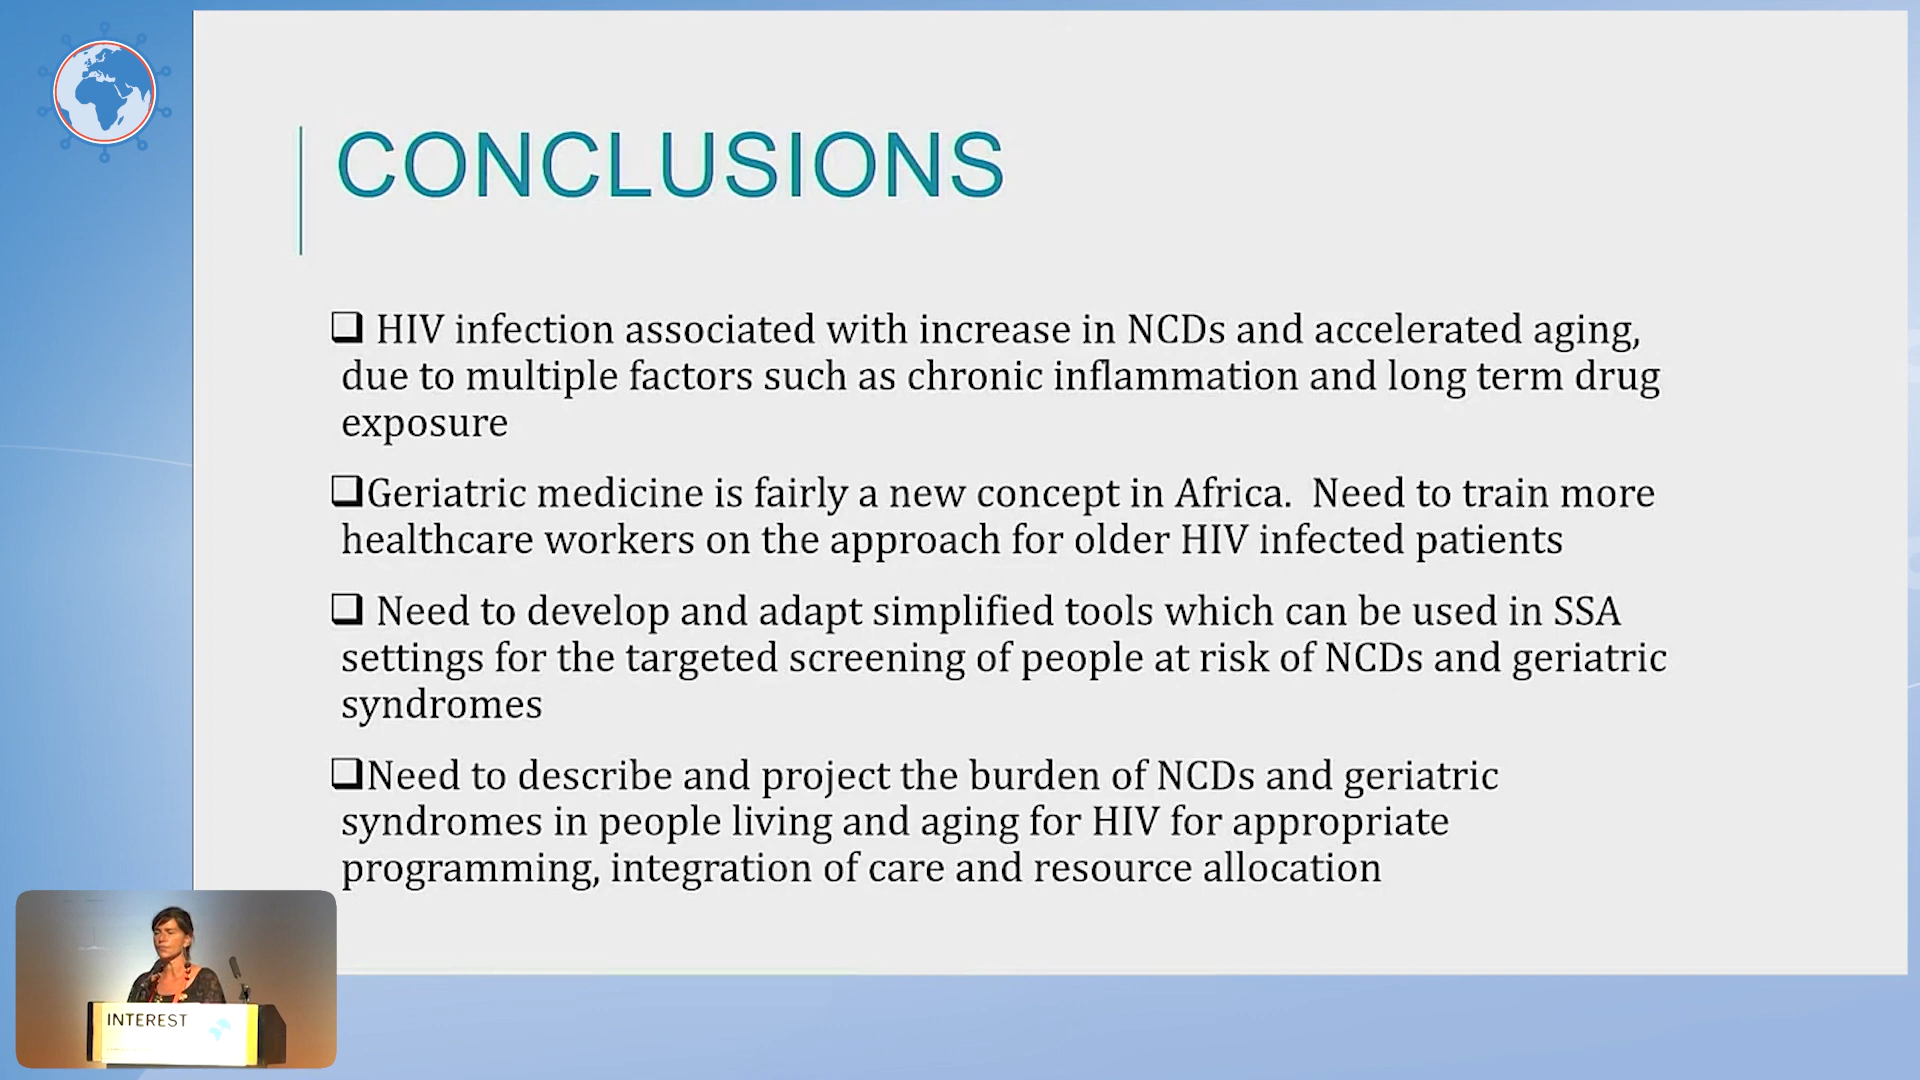 CONCLUSIONS
❑ HIV infection associated with increase in NCDs and accelerated aging,
due to multiple factors such as chronic inflammation and long term drug
exposure
❑Geriatric medicine is fairly a new concept in Africa.  Need to train more
healthcare workers on the approach for older HIV infected patients
❑ Need to develop and adapt simplified tools which can be used in SSA
settings for the targeted screening of people at risk of NCDs and geriatric
syndromes
❑Need to describe and project the burden of NCDs and geriatric
syndromes in people living and aging for HIV for appropriate
programming, integration of care and resource allocation
INTEREST